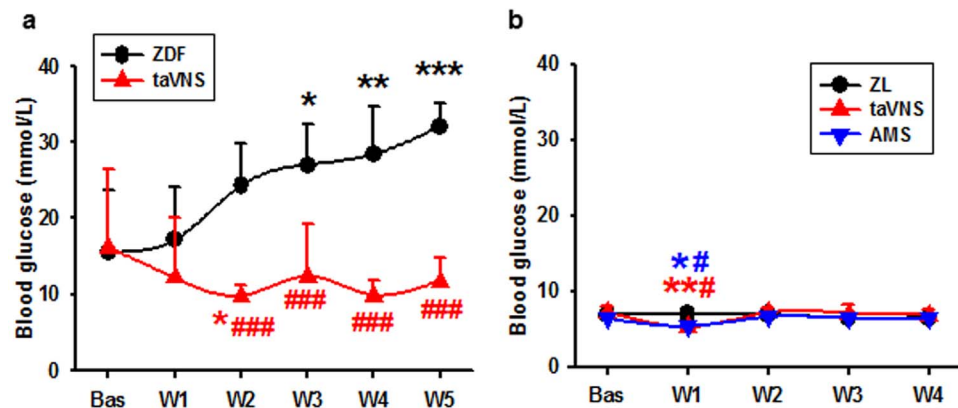 a
ZDF
taVNS
Blood glucose (mmol/L)
40
30
20
10
0
*
**
***
*###
###
###
###
Bas W1 W2 W3 W4 W5
b
ZL
taVNS
AMS
Blood glucose (mmol/L)
40
30
20
10
0
*#
**#
Bas W1 W2 W3 W4